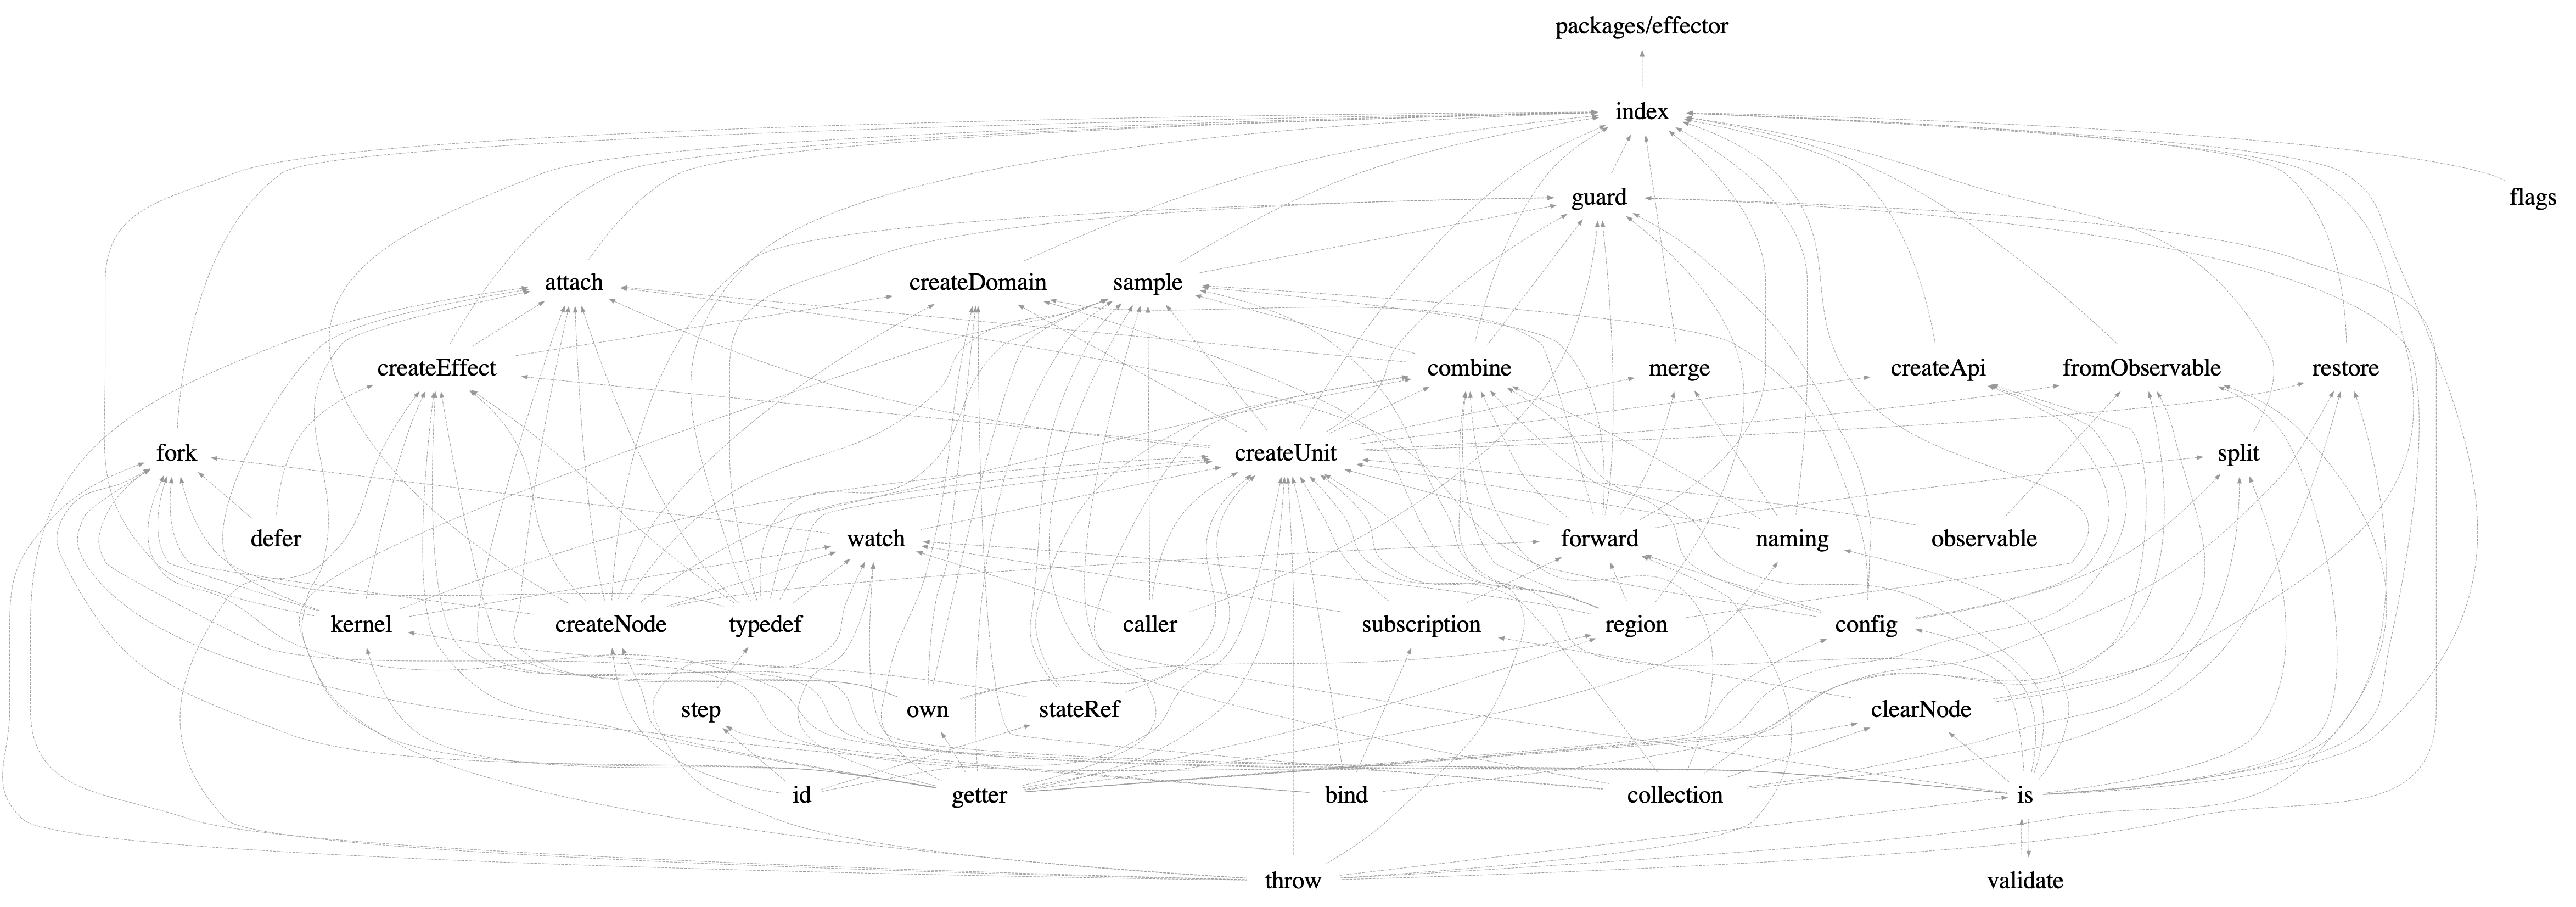 packages/effector
index
guard
flags
attach
createDomain
sample
createEffect
combine
merge
createApi
fromObservable
restore
fork
createUnit
split
defer
watch
forward
naming
observable
kernel
createNode
typedef
caller
subscription
region
config
step
own
stateRef
clearNode
id
getter
bind
collection
is
throw
validate